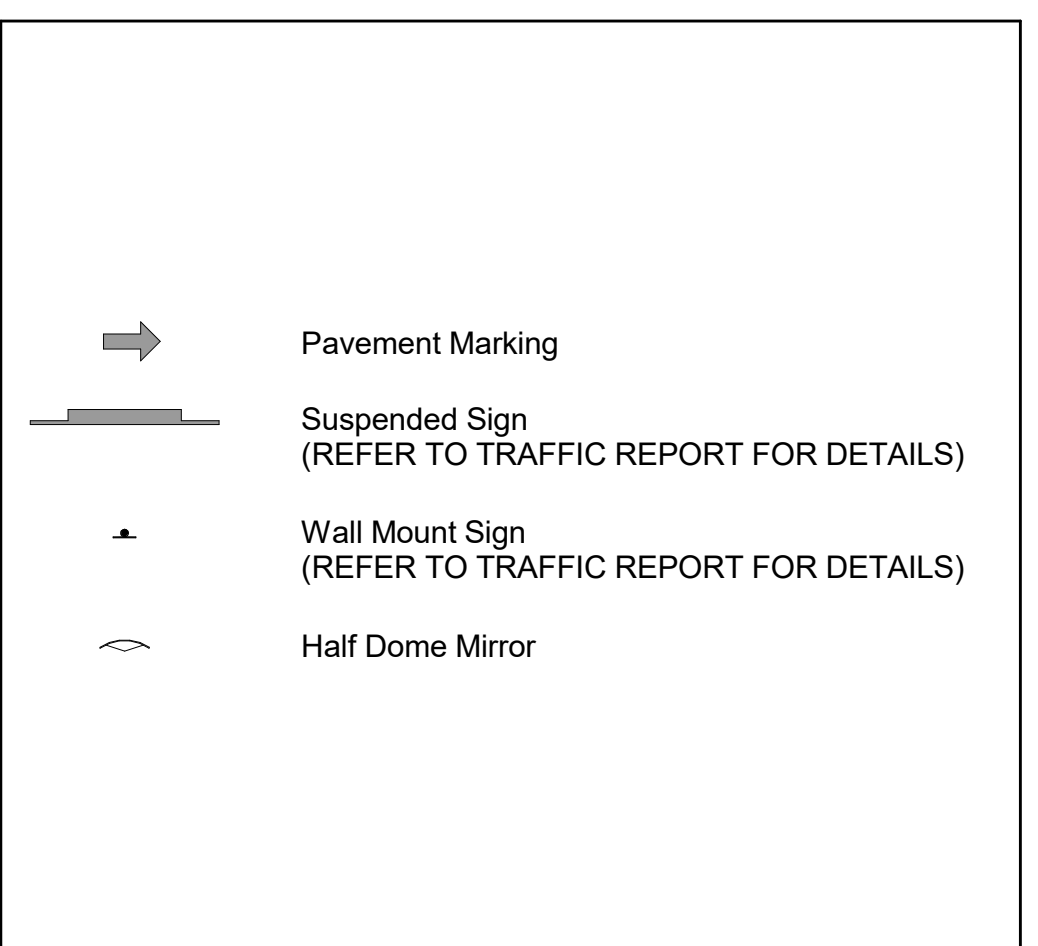 Pavement Marking
Suspended Sign
(REFER TO TRAFFIC REPORT FOR DETAILS)
Wall Mount Sign
(REFER TO TRAFFIC REPORT FOR DETAILS)
Half Dome Mirror